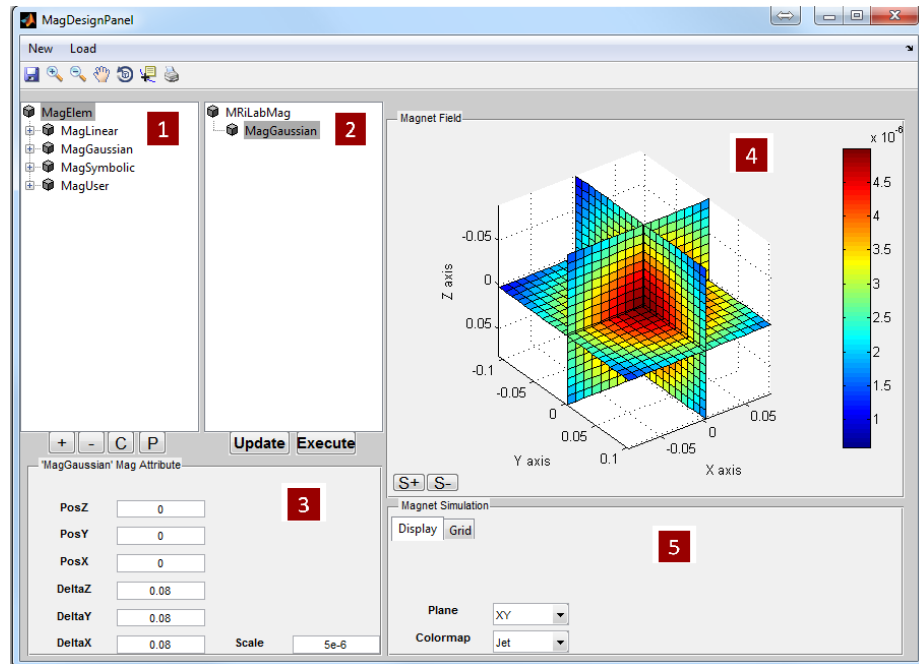 MagDesignPanel
New Load
MagElem
MagLinear
MagGaussian
MagSymbolic
MagUser
1
MRiLabMag
MagGaussian
2
+ - C P
Update Execute
'MagGaussian' Mag Attribute
3
PosZ 0
PosY 0
PosX 0
DeltaZ 0.08
DeltaY 0.08
DeltaX 0.08 Scale 5e-6
Magnet Field
4
x 10-6
4.5
4
3.5
3
2.5
2
1.5
1
-0.05
0
0.05
Z axis
-0.1
-0.05
0
0.05
0.1
Y axis
-0.05
0
0.05
X axis
S+ S-
Magnet Simulation
Display Grid
5
Plane XY
Colormap Jet